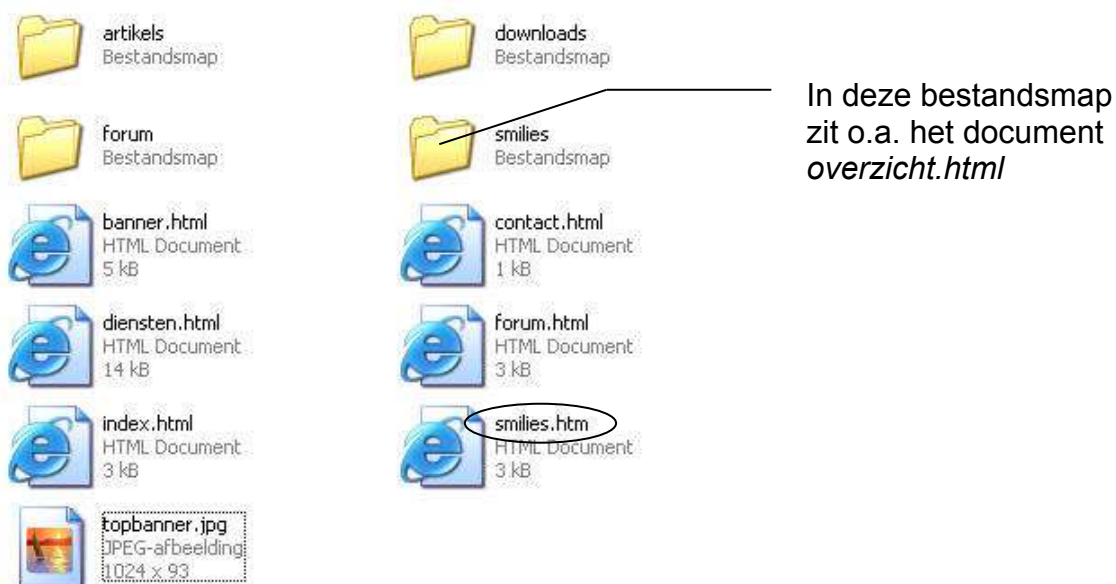 artikels
Bestandsmap
downloads
Bestandsmap
In deze bestandsmap
zit o.a. het document
overzicht.html
forum
Bestandsmap
smilies
Bestandsmap
banner.html
HTML Document
5 kB
contact.html
HTML Document
1 kB
diensten.html
HTML Document
14 kB
forum.html
HTML Document
3 kB
index.html
HTML Document
3 kB
smilies.htm
HTML Document
3 kB
topbanner.jpg
JPEG-afbeelding
1024 x 93